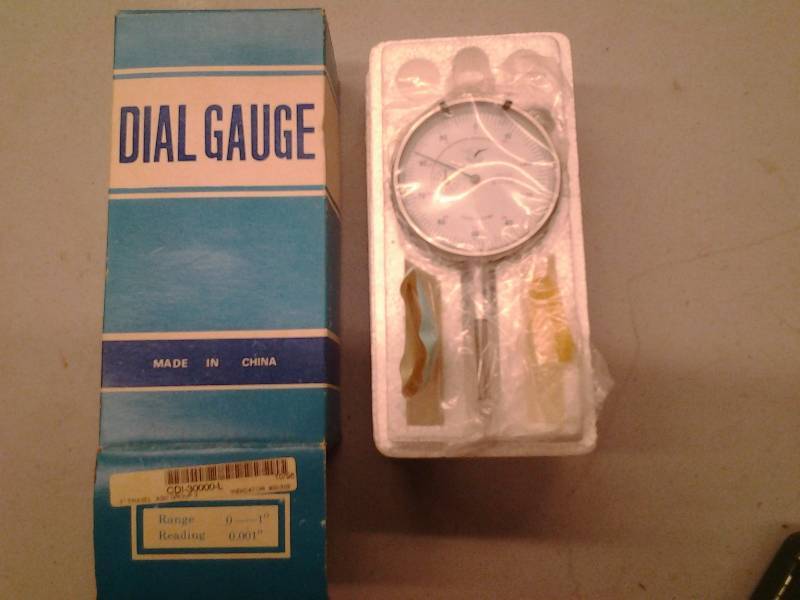 DIAL GAUGE
MADE IN CHINA
CDI-30000-L
Range 0—1"
Reading 0.001"